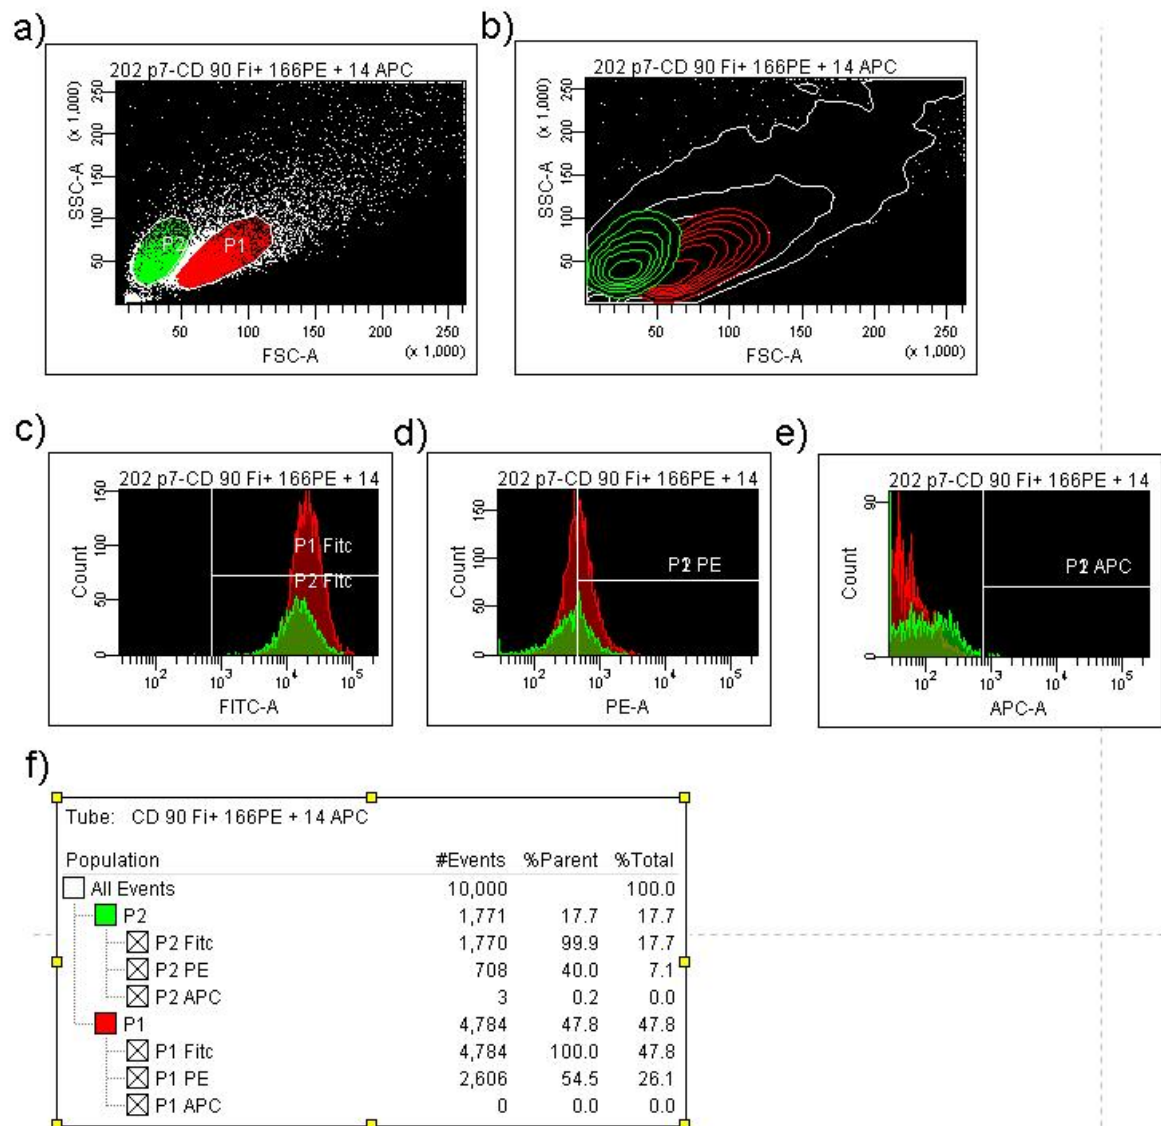 a)
202 p7-CD 90 Fi+ 166PE + 14 APC
SSC-A
(x 1,000)
250
200
150
100
50
P2
P1
50 100 150 200 250
FSC-A
(x 1,000)
b)
202 p7-CD 90 Fi+ 166PE + 14 APC
SSC-A
(x 1,000)
250
200
150
100
50
50 100 150 200 250
FSC-A
(x 1,000)
c)
202 p7-CD 90 Fi+ 166PE + 14
Count
150
100
50
0
P1 Fitc
P2 Fitc
10² 10³ 10⁴ 10⁵
FITC-A
d)
202 p7-CD 90 Fi+ 166PE + 14
Count
150
100
50
0
PE
10² 10³ 10⁴ 10⁵
PE-A
e)
202 p7-CD 90 Fi+ 166PE + 14
Count
90
0
APC
10² 10³ 10⁴ 10⁵
APC-A
f)
Tube: CD 90 Fi+ 166PE + 14 APC
Population #Events %Parent %Total
All Events 10,000 100.0
P2 1,771 17.7 17.7
P2 Fitc 1,770 99.9 17.7
P2 PE 708 40.0 7.1
P2 APC 3 0.2 0.0
P1 4,784 47.8 47.8
P1 Fitc 4,784 100.0 47.8
P1 PE 2,606 54.5 26.1
P1 APC 0 0.0 0.0